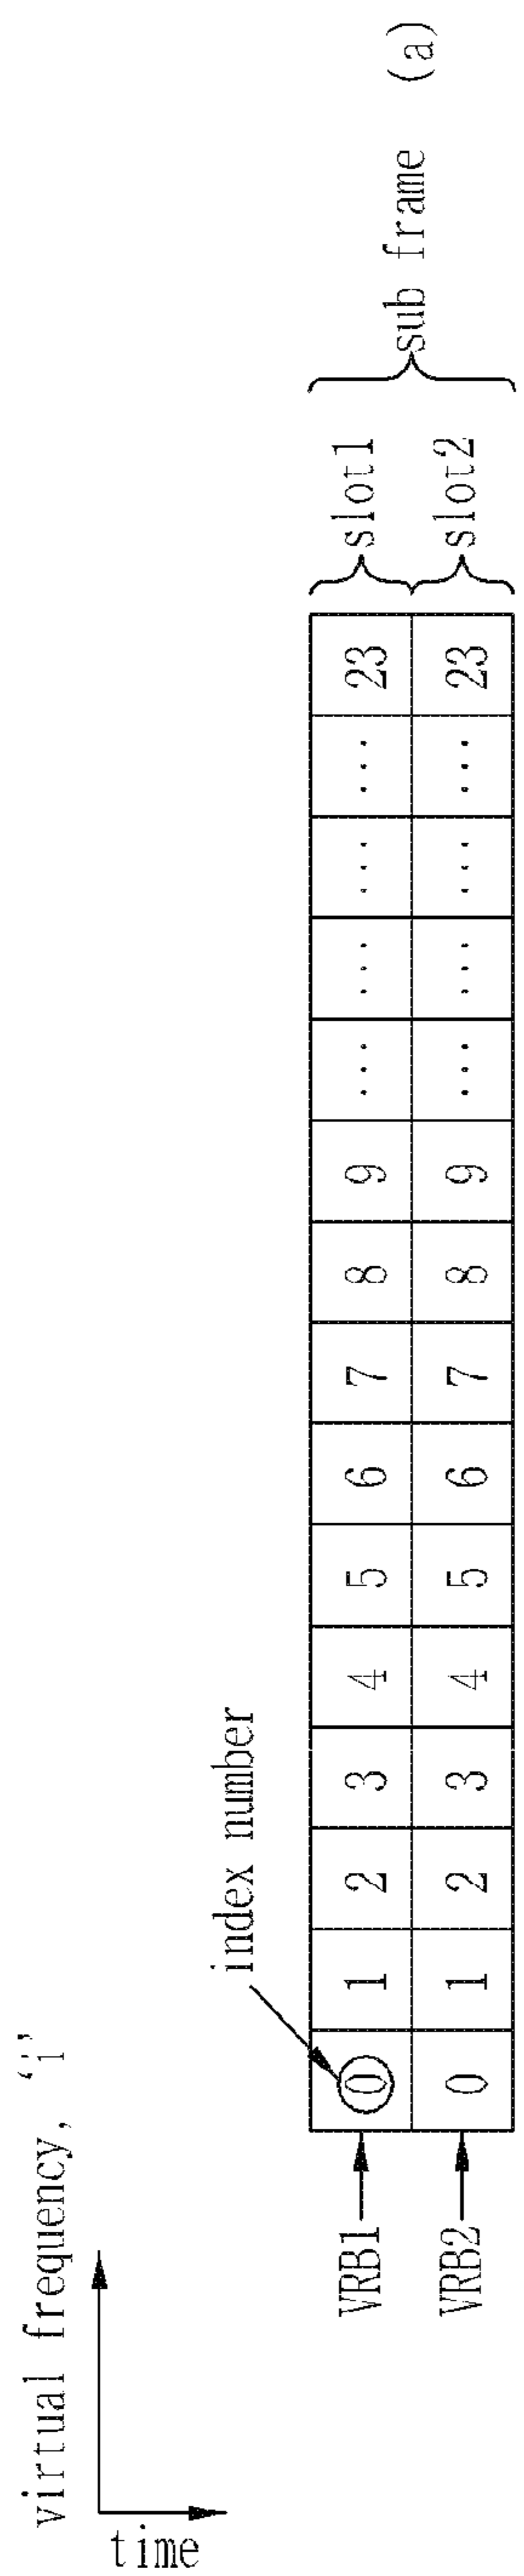 virtual frequency, ‘i’
time
index number
VRB1 0 1 2 3 4 5 6 7 8 9 ... ... ... ... 23 slot1
VRB2 0 1 2 3 4 5 6 7 8 9 ... ... ... ... 23 slot2
sub frame (a)